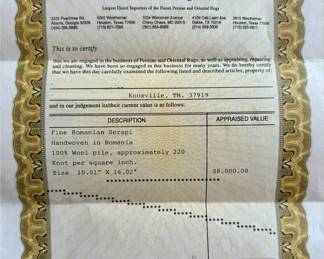 Largest Direct Importers of the Finest Persian and Oriental Rugs
This is to certify
that we are engaged in the business of Persian and Oriental Rugs, as well as appraising, repairing
and cleaning. We have been so engaged in this business for many years. We do hereby certify
that we have this day carefully examined the following listed and described articles, property of:
Knoxville, TN. 37919
and in our judgement is/their current value is as follows:
DESCRIPTION APPRAISED VALUE
Fine Romanian Serapi
Handwoven in Romania
100% Wool pile, approximately 220
Knot per square inch.
Size 10.01" X 16.02" 28,000.00